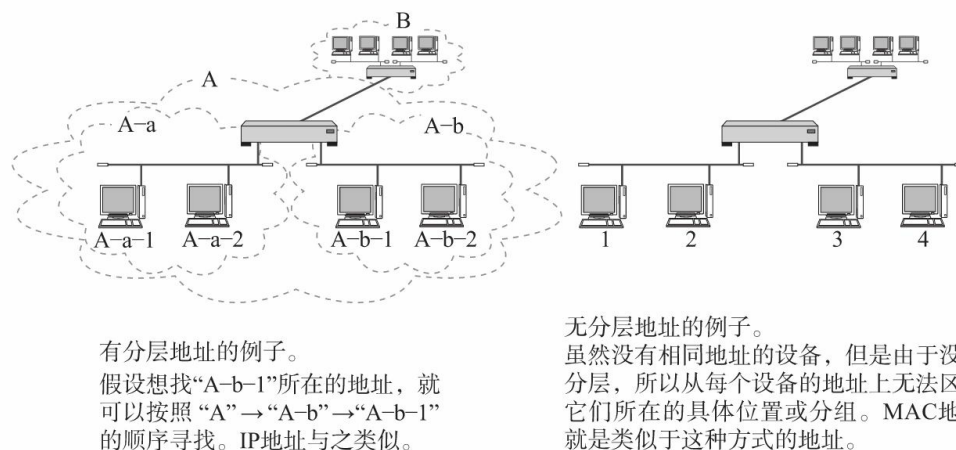 B
A
A-a
A-b
A-a-1
A-a-2
A-b-1
A-b-2
1
2
3
4
有分层地址的例子。
假设想找“A-b-1”所在的地址，就
可以按照 “A”→“A-b”→“A-b-1”
的顺序寻找。IP地址与之类似。
无分层地址的例子。
虽然没有相同地址的设备，但是由于没
分层，所以从每个设备的地址上无法区
它们所在的具体位置或分组。MAC地
就是类似于这种方式的地址。